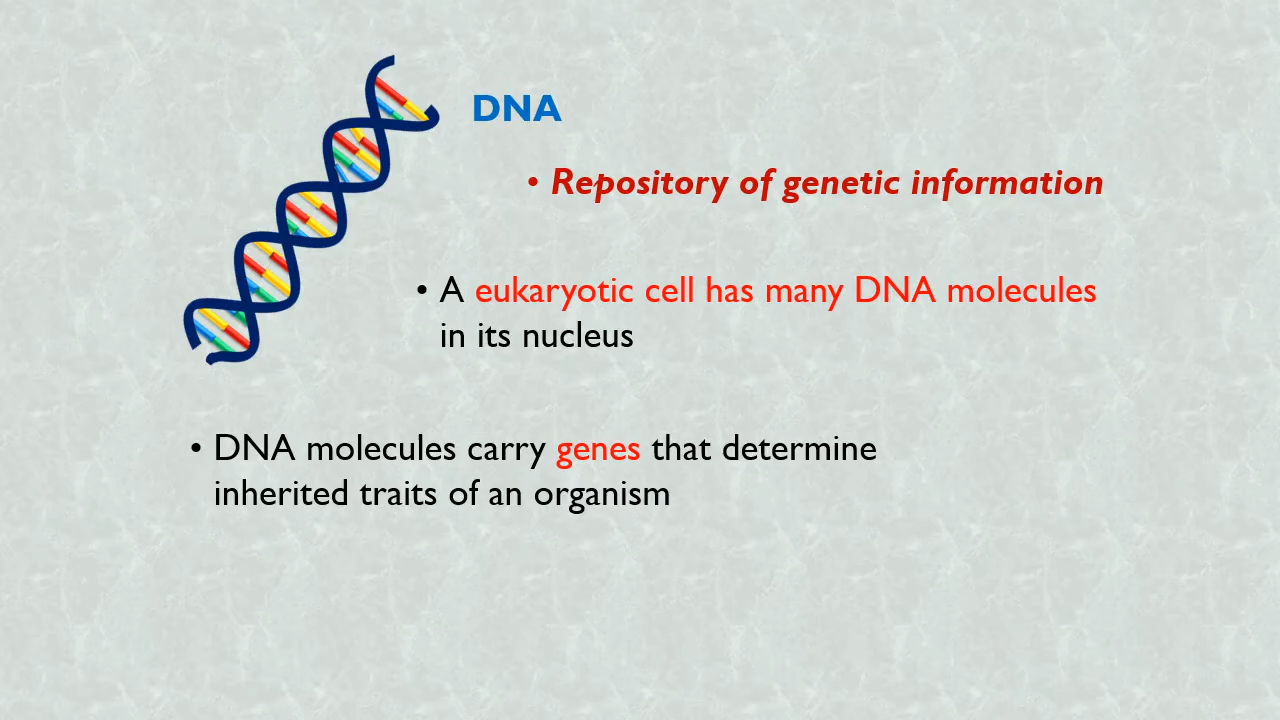 DNA
• Repository of genetic information
• A eukaryotic cell has many DNA molecules
in its nucleus
• DNA molecules carry genes that determine
inherited traits of an organism